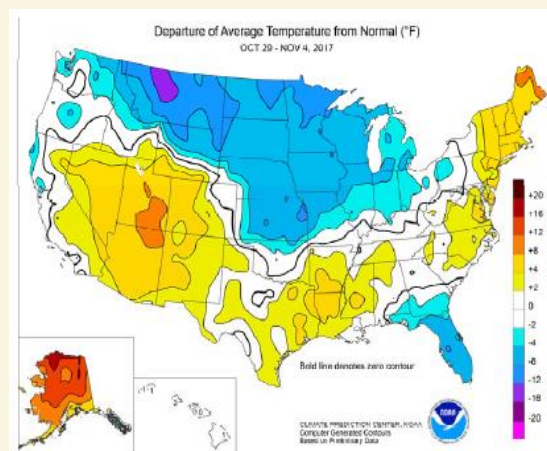 Departure of Average Temperature from Normal (°F)
OCT 29 - NOV 4, 2017
+20
+16
+12
+8
+4
+2
0
-2
-4
-8
-12
-16
-20
Bold line denotes zero contour
CLIMATE PREDICTION CENTER, NOAA
Computer Generated Contours
Based on Preliminary Data
NOAA